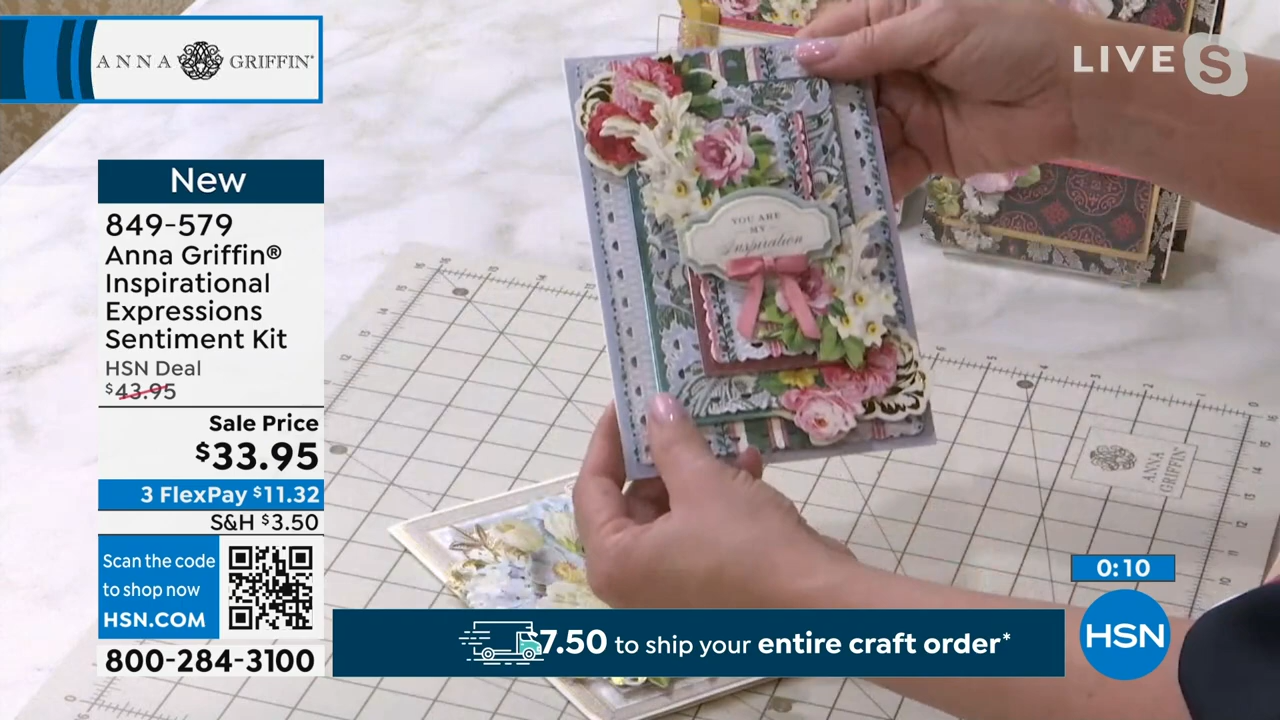 ANNA GRIFFIN®
LIVE S
New
849-579
Anna Griffin®
Inspirational
Expressions
Sentiment Kit
HSN Deal
$43.95
Sale Price
$33.95
3 FlexPay $11.32
S&H $3.50
Scan the code
to shop now
HSN.COM
800-284-3100
YOU ARE
MY
Inspiration
ANNA
GRIFFIN
0:10
HSN
7.50 to ship your entire craft order*